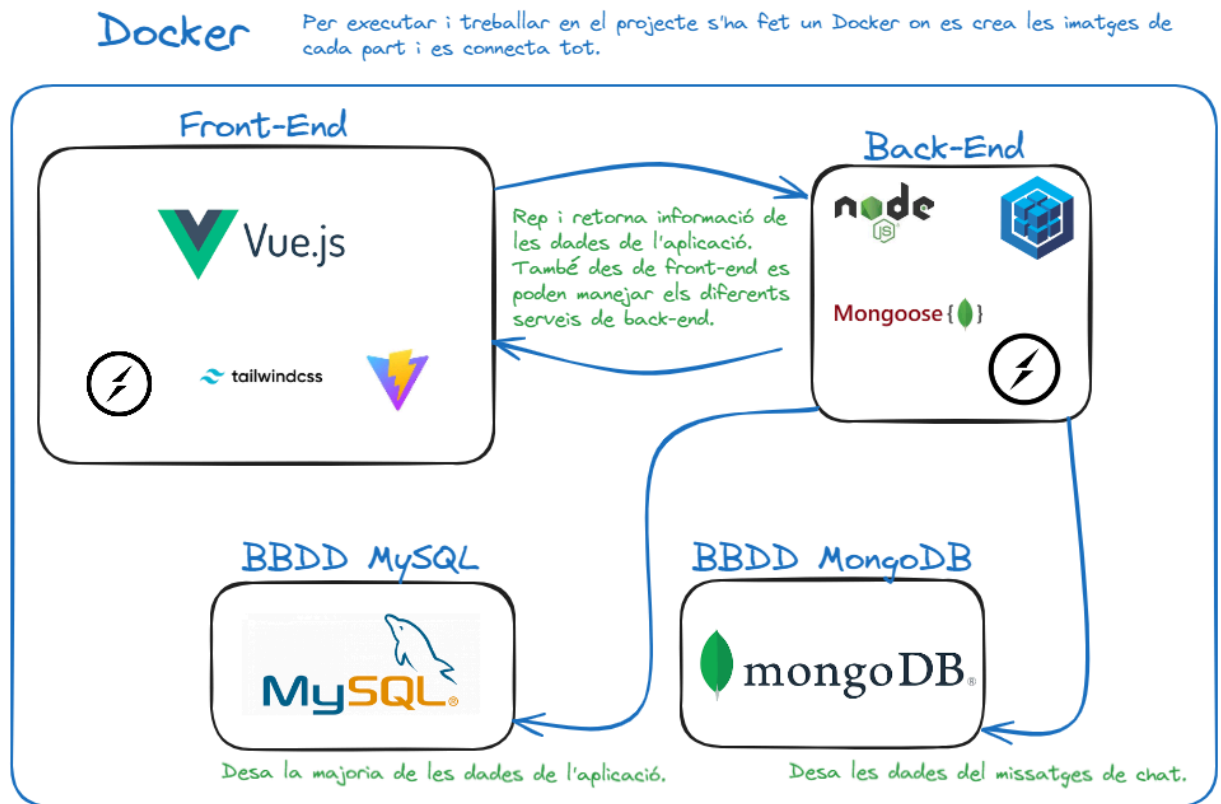 Docker
Per executar i treballar en el projecte s'ha fet un Docker on es crea les imatges de
cada part i es connecta tot.
Front-End
Back-End
Vue.js
tailwindcss
Rep i retorna informació de
les dades de l'aplicació.
També des de front-end es
poden manejar els diferents
serveis de back-end.
node
JS
Mongoose { }
BBDD MySQL
MySQL®
Desa la majoria de les dades de l'aplicació.
BBDD MongoDB
mongoDB®
Desa les dades del missatges de chat.